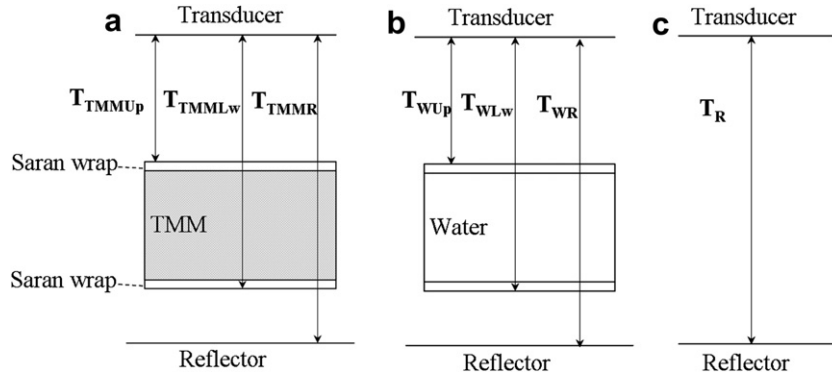 a
Transducer
T_TMMUp T_TMMLw T_TMMR
Saran wrap
TMM
Saran wrap
Reflector
b
Transducer
T_WUp T_WLw T_WR
Water
Reflector
c
Transducer
T_R
Reflector